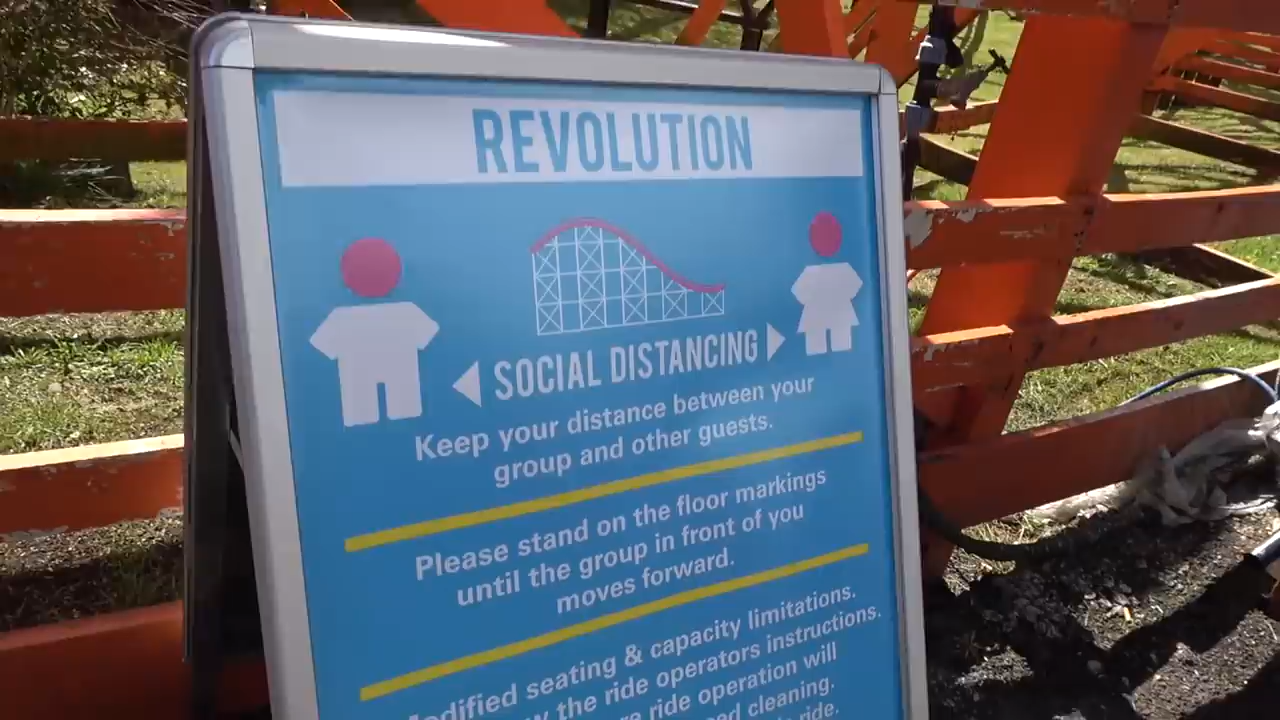 REVOLUTION
SOCIAL DISTANCING
Keep your distance between your
group and other guests.
Please stand on the floor markings
until the group in front of you
moves forward.
seating & capacity limitations.
the ride operators instructions.
ride operation will
cleaning.
ride.